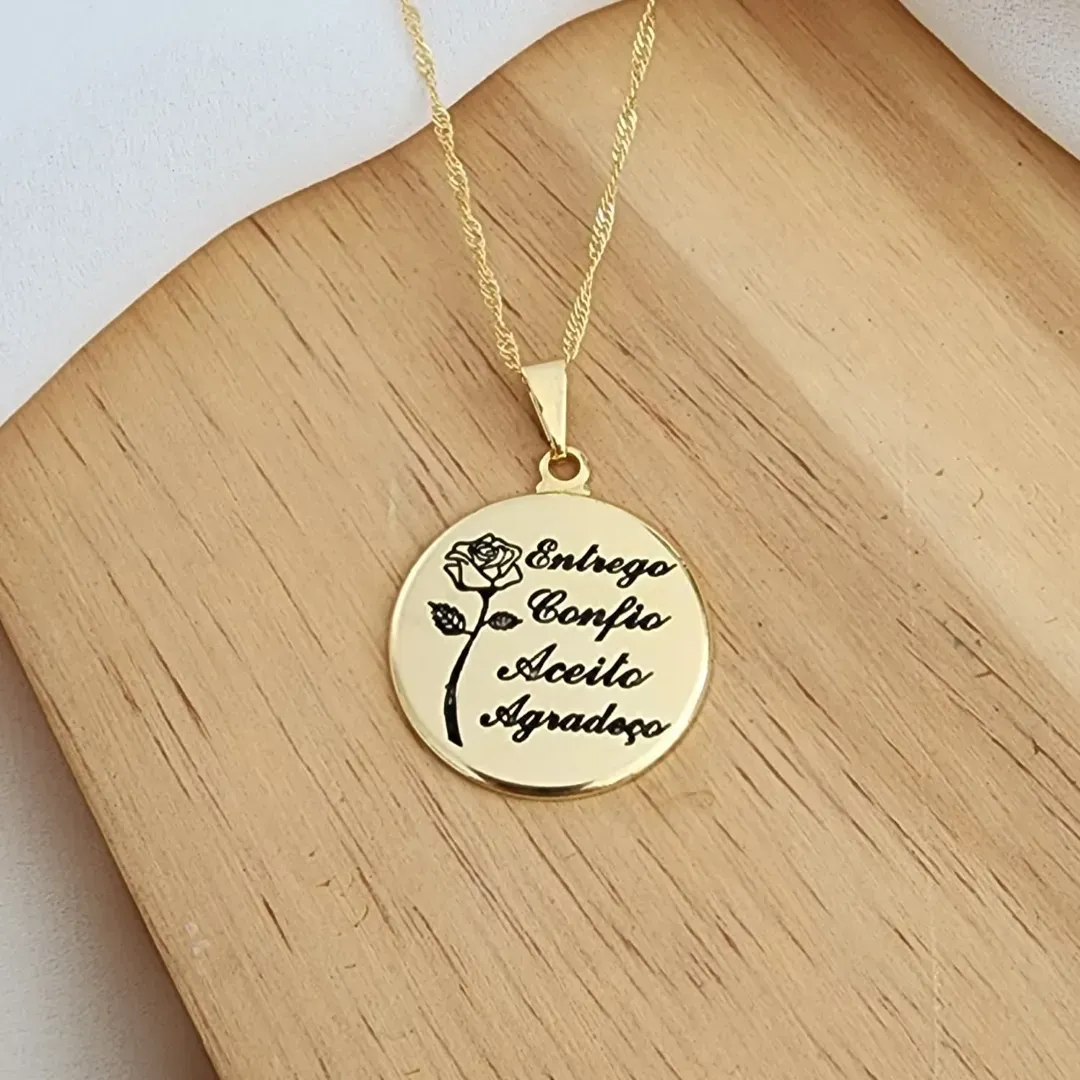 Entrego
Confio
Aceito
Agradeço